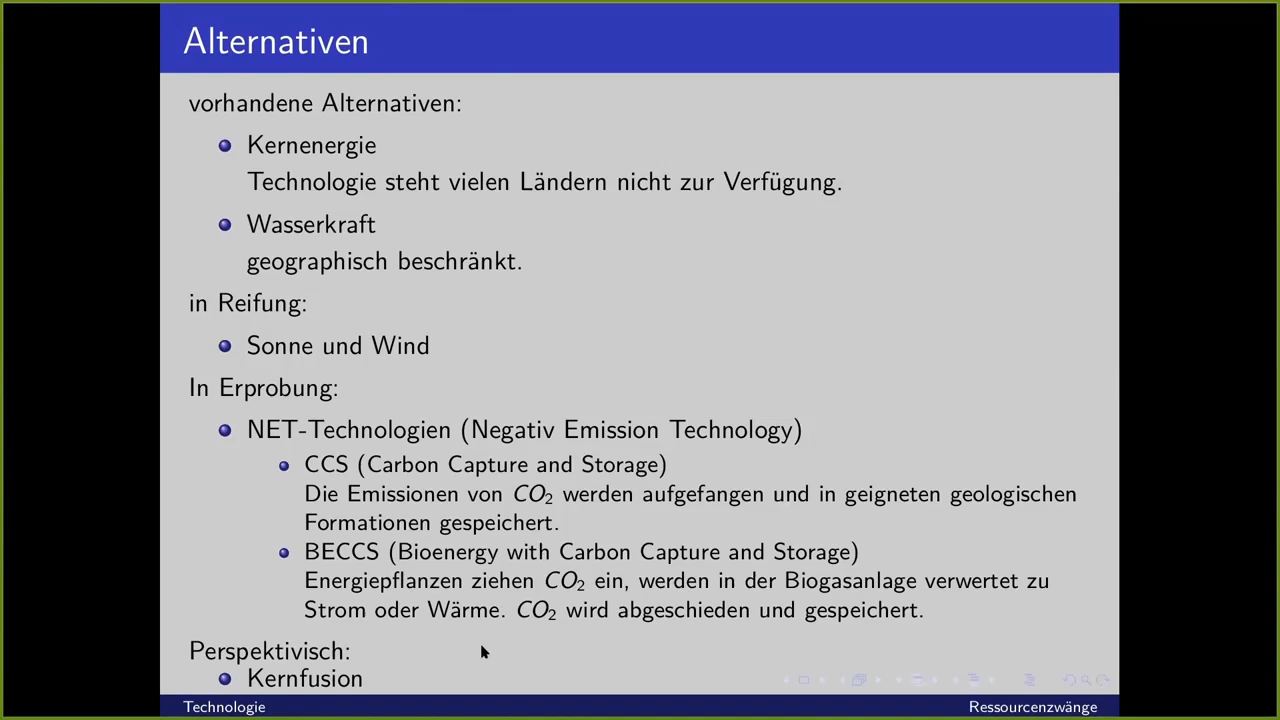 Alternativen
vorhandene Alternativen:
Kernenergie
Technologie steht vielen Ländern nicht zur Verfügung.
Wasserkraft
geographisch beschränkt.
in Reifung:
Sonne und Wind
In Erprobung:
NET-Technologien (Negativ Emission Technology)
CCS (Carbon Capture and Storage)
Die Emissionen von CO₂ werden aufgefangen und in geigneten geologischen
Formationen gespeichert.
BECCS (Bioenergy with Carbon Capture and Storage)
Energiepflanzen ziehen CO₂ ein, werden in der Biogasanlage verwertet zu
Strom oder Wärme. CO₂ wird abgeschieden und gespeichert.
Perspektivisch:
Kernfusion
Technologie
Ressourcenzwänge